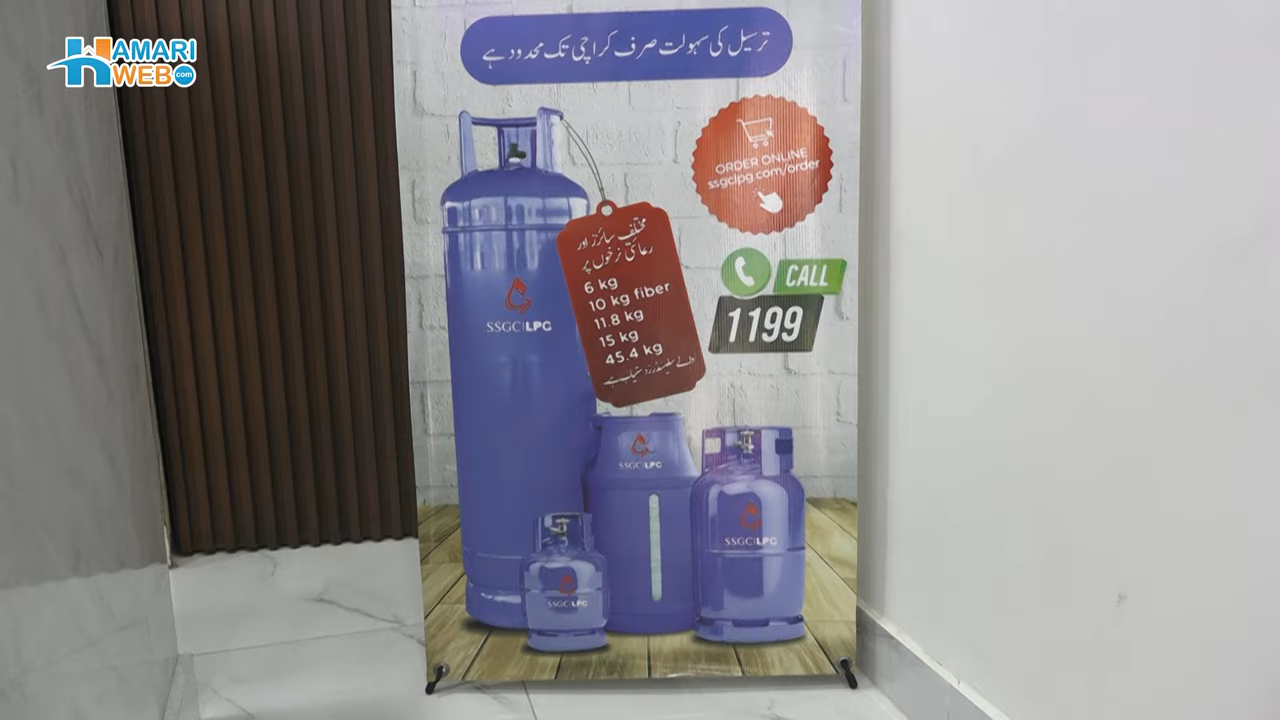 HAMARI
WEB.com
ترسیل کی سہولت صرف کراچی تک محدود ہے
ORDER ONLINE
ssgclpg.com/order
CALL
1199
مختلف سائزز اور
رعائتی نرخوں پر
6 kg
10 kg fiber
11.8 kg
15 kg
45.4 kg
والے سلینڈرز دستیاب ہے
SSGC|LPG
SSGC|LPG
SSGC|LPG
SSGC|LPG